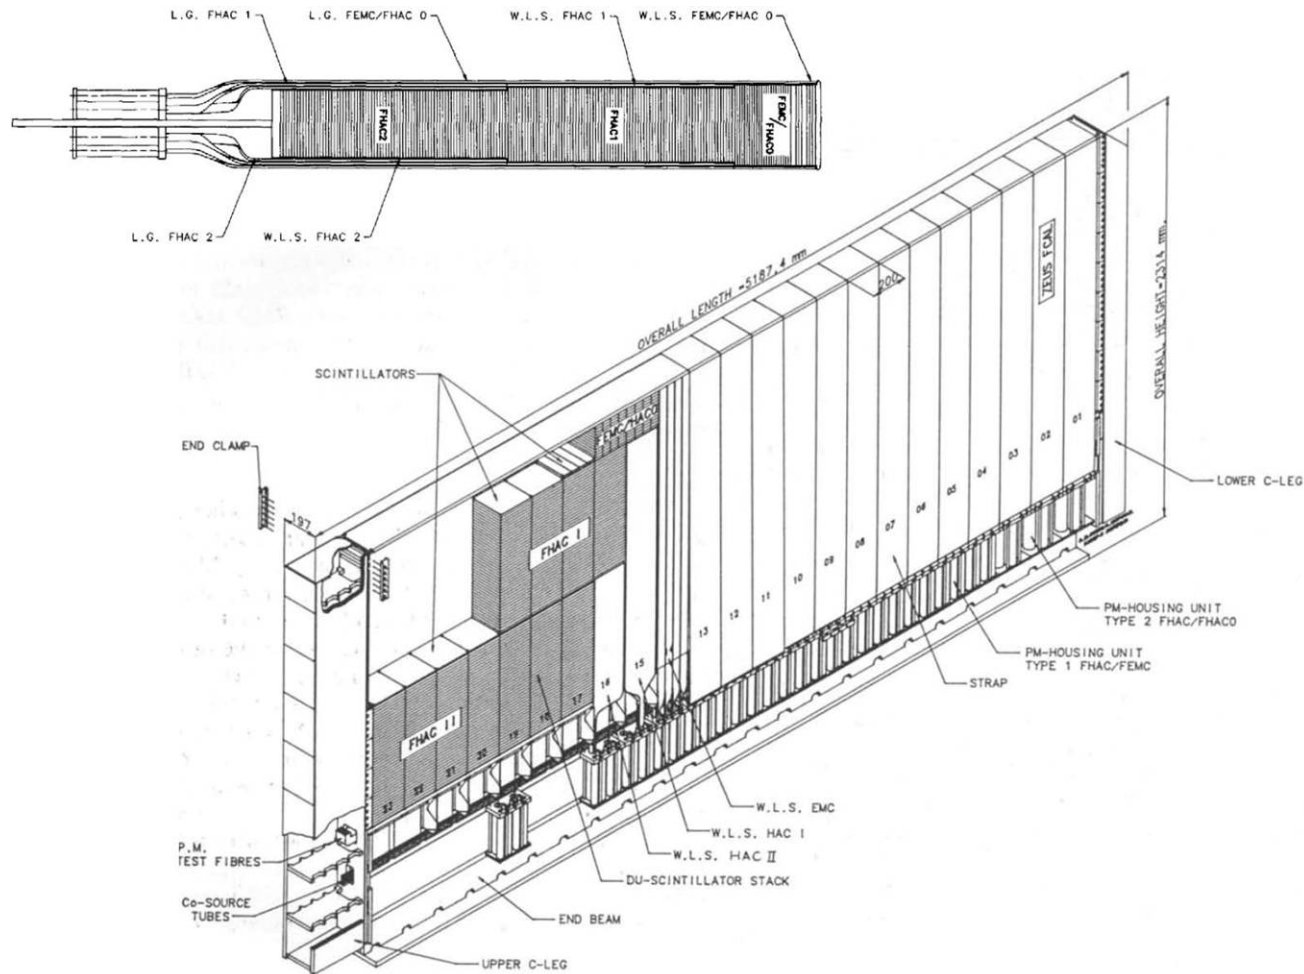 L.G. FHAC 1
L.G. FEMC/FHAC 0
W.L.S. FHAC 1
W.L.S. FEMC/FHAC 0
FHAC2
FHAC1
FEMC/
FHAC0
L.G. FHAC 2
W.L.S. FHAC 2
OVERALL LENGTH =5187,4 mm
200
ZEUS FCAL
OVERALL HEIGHT=2314 mm.
SCINTILLATORS
FEMC/HAC0
END CLAMP
197
FHAC I
LOWER C-LEG
01
02
03
04
05
06
07
08
09
10
11
12
13
15
16
17
18
19
20
21
22
FHAC II
PM-HOUSING UNIT
TYPE 2 FHAC/FHAC0
PM-HOUSING UNIT
TYPE 1 FHAC/FEMC
STRAP
W.L.S. EMC
W.L.S. HAC I
W.L.S. HAC II
DU-SCINTILLATOR STACK
P.M.
TEST FIBRES
Co-SOURCE
TUBES
END BEAM
UPPER C-LEG